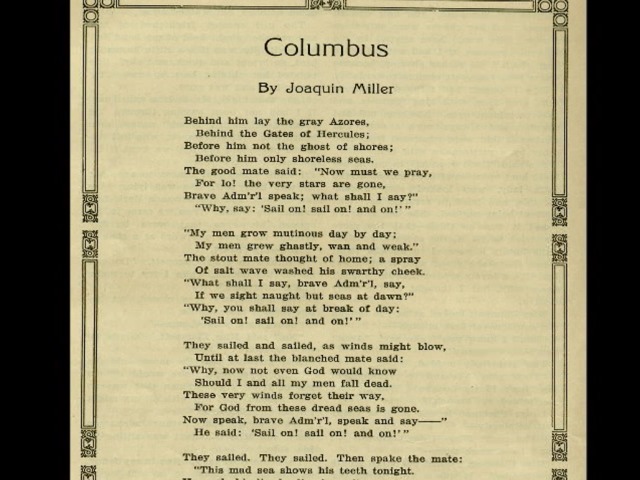 Columbus
By Joaquin Miller
Behind him lay the gray Azores,
Behind the Gates of Hercules;
Before him not the ghost of shores;
Before him only shoreless seas.
The good mate said: "Now must we pray,
For lo! the very stars are gone,
Brave Adm'r'l speak; what shall I say?"
"Why, say: 'Sail on! sail on! and on!'"
"My men grow mutinous day by day;
My men grew ghastly, wan and weak."
The stout mate thought of home; a spray
Of salt wave washed his swarthy cheek.
"What shall I say, brave Adm'r'l, say,
If we sight naught but seas at dawn?"
"Why, you shall say at break of day:
'Sail on! sail on! and on!'"
They sailed and sailed, as winds might blow,
Until at last the blanched mate said:
"Why, now not even God would know
Should I and all my men fall dead.
These very winds forget their way,
For God from these dread seas is gone.
Now speak, brave Adm'r'l, speak and say——"
He said: 'Sail on! sail on! and on!'"
They sailed. They sailed. Then spake the mate:
"This mad sea shows his teeth tonight.